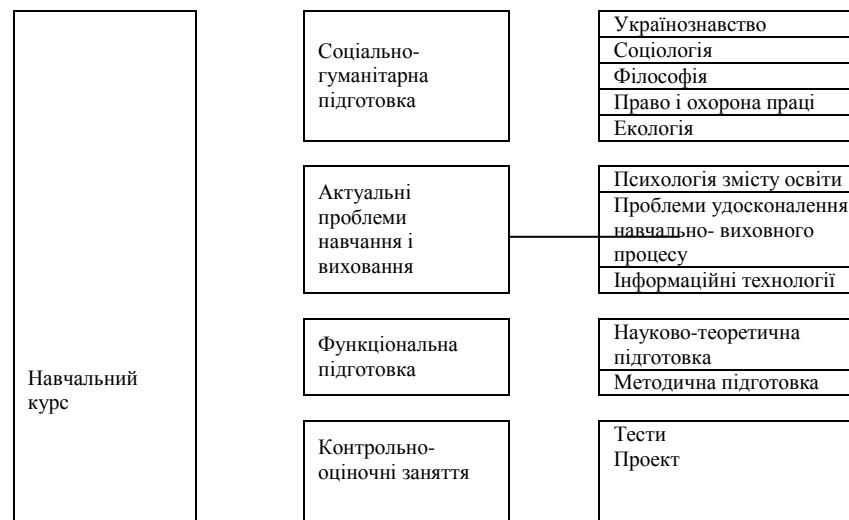 Соціально-
гуманітарна
підготовка
Українознавство
Соціологія
Філософія
Право і охорона праці
Екологія
Актуальні
проблеми
навчання і
виховання
Психологія змісту освіти
Проблеми удосконалення
навчально- виховного
процесу
Інформаційні технології
Навчальний
курс
Функціональна
підготовка
Науково-теоретична
підготовка
Методична підготовка
Контрольно-
оціночні заняття
Тести
Проект